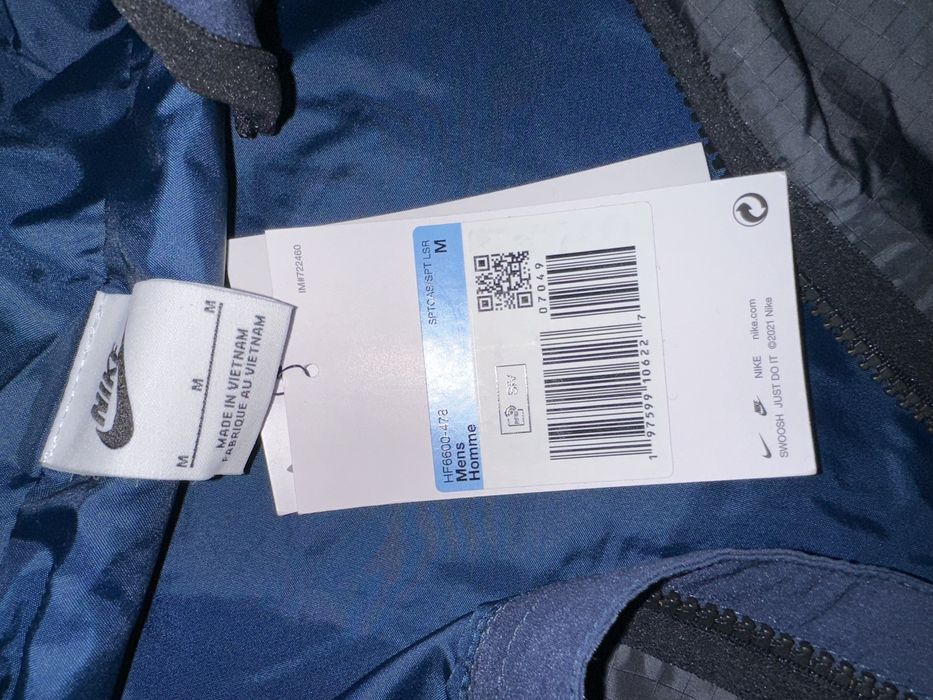 NIKE
M
M
M
MADE IN VIETNAM
FABRIQUE AU VIETNAM
IM#722460
HF6600-478
SPTCAS/SPT LSR
Mens
M
Homme
07049
1 97599 10622 7
NIKE nike.com
SWOOSH JUST DO IT ©2021 Nike